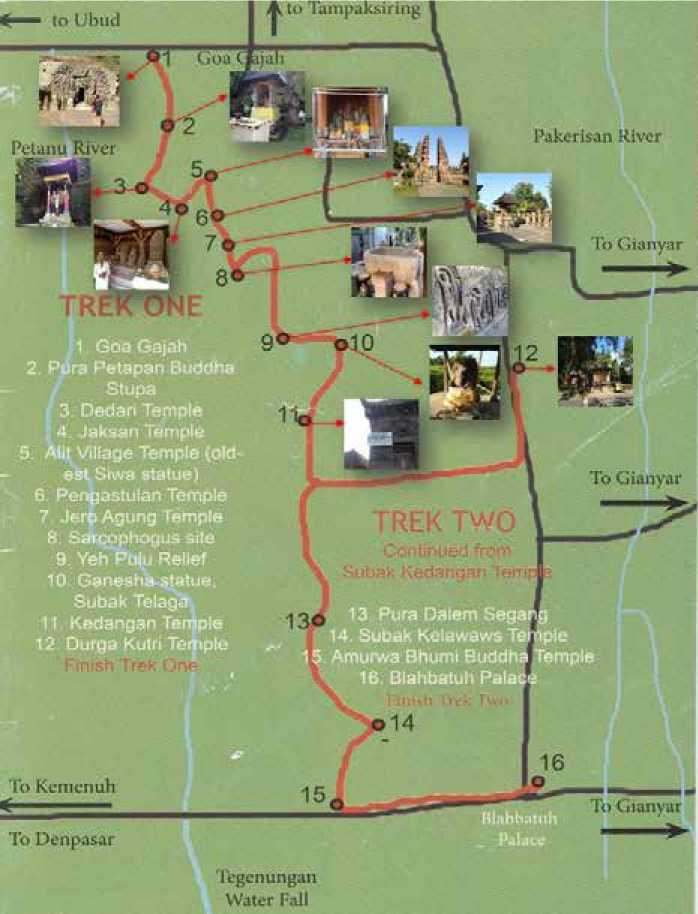 to Ubud
to Tampaksiring
1
Goa Gajah
2
Petanu River
Pakerisan River
3
5
4
6
7
To Gianyar
8
TREK ONE
9
10
12
1. Goa Gajah
2. Pura Petapan Buddha
Stupa
3. Dedari Temple
4. Jaksan Temple
5. Alit Village Temple (old-
est Siwa statue)
6. Pengastulan Temple
7. Jero Agung Temple
8. Sarcophogus site
9. Yeh Pulu Relief
10. Ganesha statue,
Subak Telaga
11. Kedangan Temple
12. Durga Kutri Temple
Finish Trek One
11
To Gianyar
TREK TWO
Continued from
Subak Kedangan Temple
13
13. Pura Dalem Segang
14. Subak Kelawaws Temple
15. Amurwa Bhumi Buddha Temple
16. Blahbatuh Palace
Finish Trek Two
14
16
To Kemenuh
15
To Gianyar
Blahbatuh
Palace
To Denpasar
Tegenungan
Water Fall